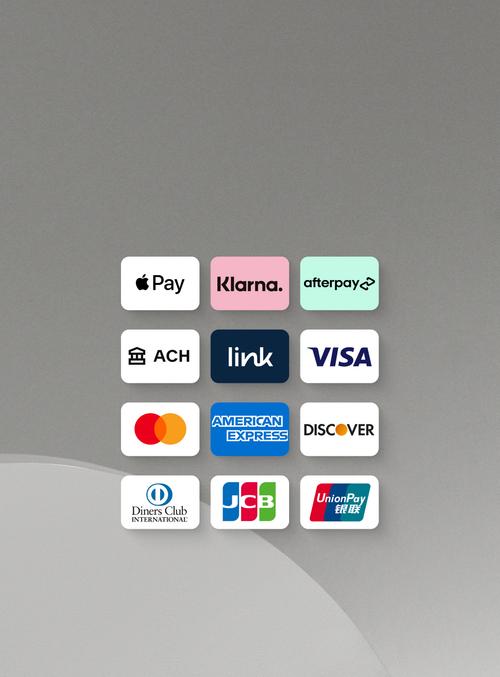 Pay
Klarna.
afterpay
ACH
link
VISA
AMERICAN
EXPRESS
DISCOVER
Diners Club
INTERNATIONAL
JCB
UnionPay
银联